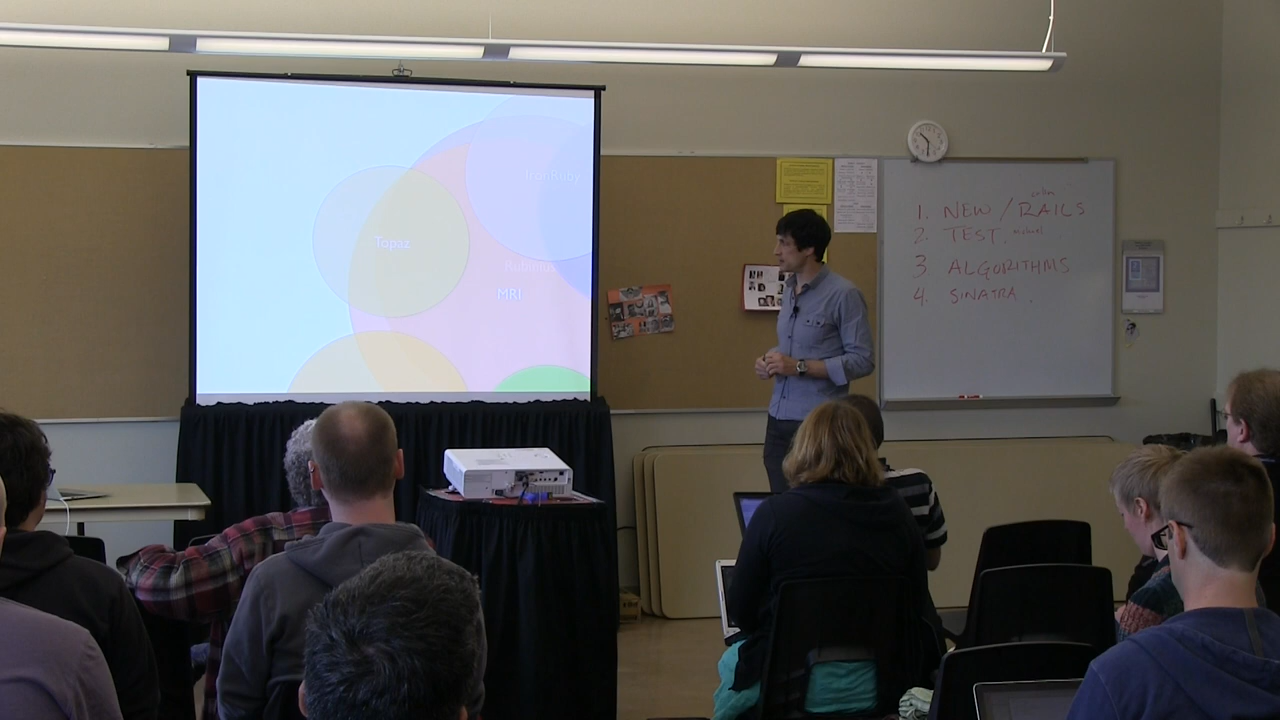 IronRuby
Topaz
Rubinius
MRI
1. NEW / RAILS
2. TEST.
3 ALGORITHMS
4. SINATRA.